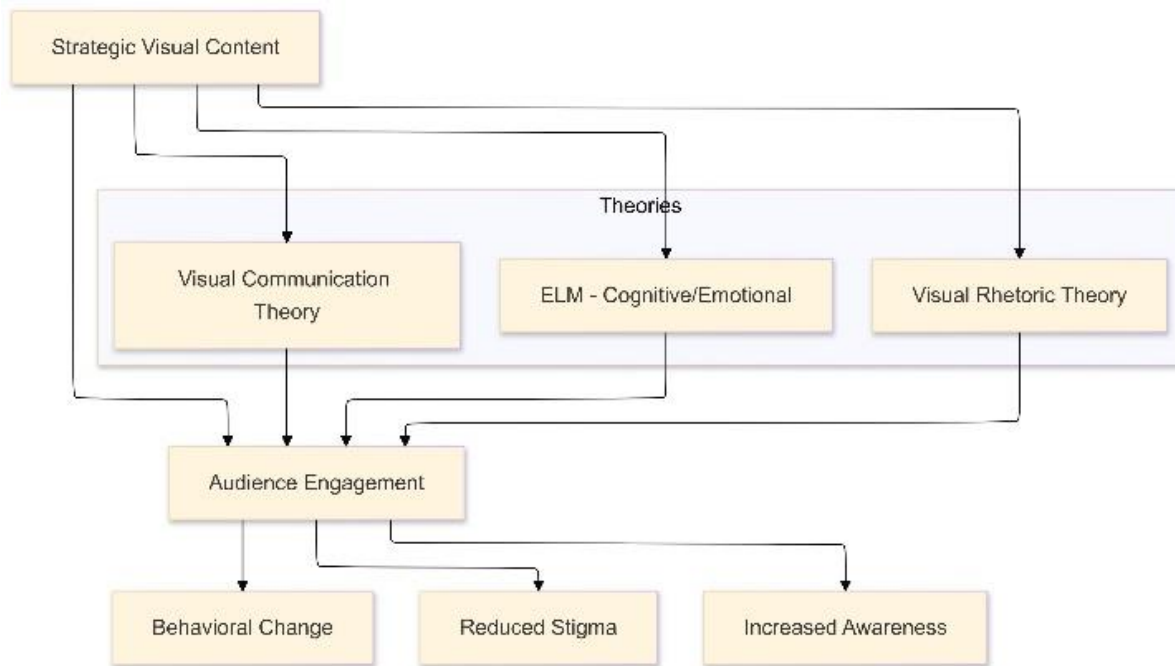 Strategic Visual Content
Theories
Visual Communication
Theory
ELM - Cognitive/Emotional
Visual Rhetoric Theory
Audience Engagement
Behavioral Change
Reduced Stigma
Increased Awareness